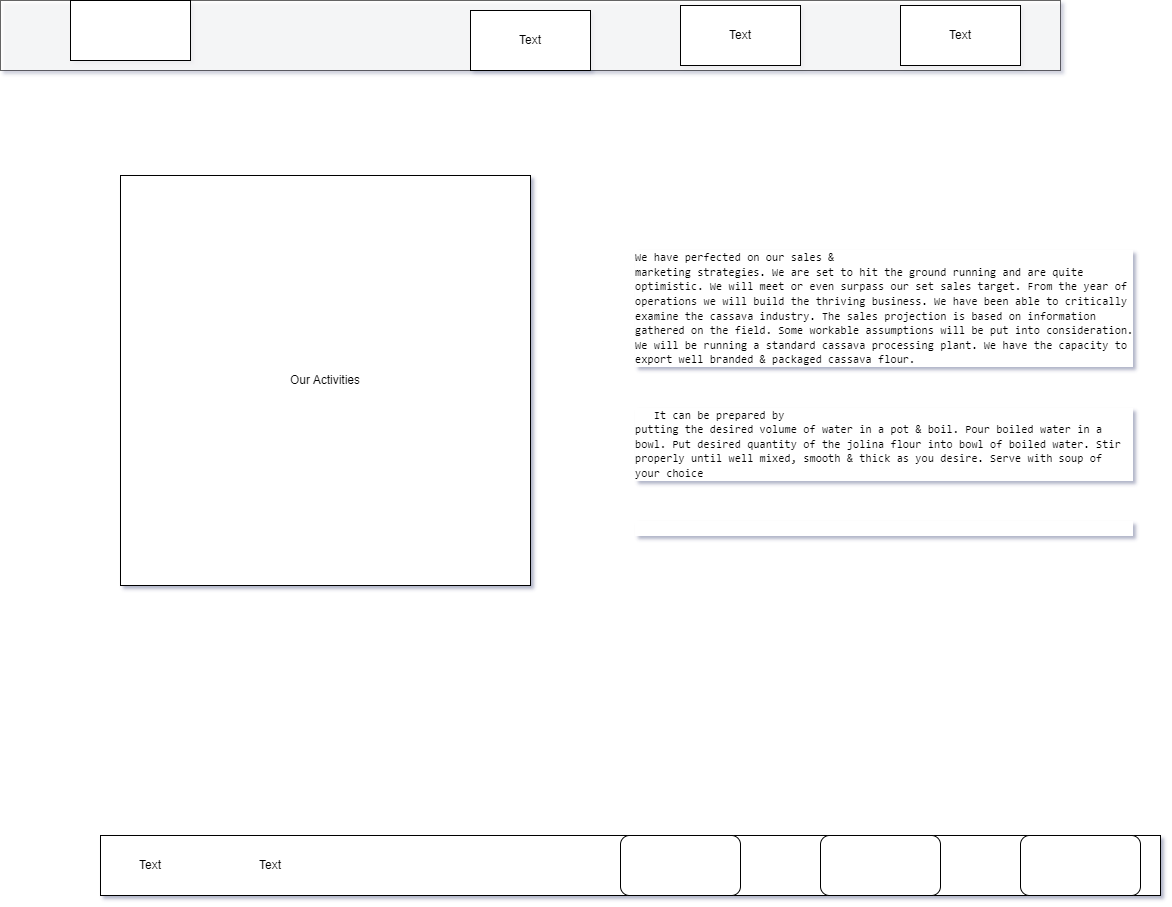 Text
Text
Text
We have perfected on our sales &
marketing strategies. We are set to hit the ground running and are quite
optimistic. We will meet or even surpass our set sales target. From the year of
operations we will build the thriving business. We have been able to critically
examine the cassava industry. The sales projection is based on information
gathered on the field. Some workable assumptions will be put into consideration.
We will be running a standard cassava processing plant. We have the capacity to
export well branded & packaged cassava flour.
Our Activities
It can be prepared by
putting the desired volume of water in a pot & boil. Pour boiled water in a
bowl. Put desired quantity of the jolina flour into bowl of boiled water. Stir
properly until well mixed, smooth & thick as you desire. Serve with soup of
your choice
Text
Text